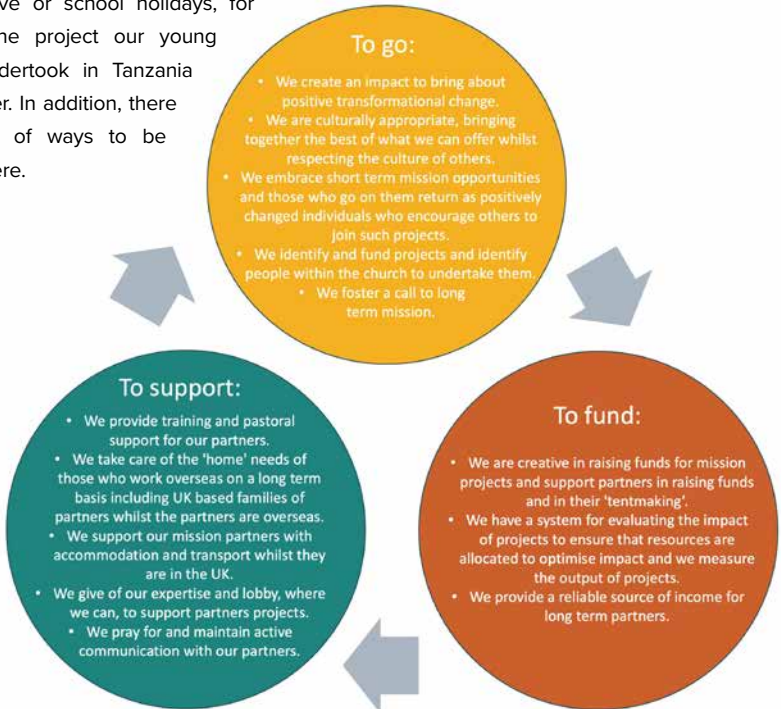 ve or school holidays, for
ne project our young
dertook in Tanzania
er. In addition, there
of ways to be
ere.
To go:
• We create an impact to bring about
positive transformational change.
• We are culturally appropriate, bringing
together the best of what we can offer whilst
respecting the culture of others.
• We embrace short term mission opportunities
and those who go on them return as positively
changed individuals who encourage others to
join such projects.
• We identify and fund projects and identify
people within the church to undertake them.
• We foster a call to long
term mission.
To fund:
• We are creative in raising funds for mission
projects and support partners in raising funds
and in their 'tentmaking'.
• We have a system for evaluating the impact
of projects to ensure that resources are
allocated to optimise impact and we measure
the output of projects.
• We provide a reliable source of income for
long term partners.
To support:
• We provide training and pastoral
support for our partners.
• We take care of the 'home' needs of
those who work overseas on a long term
basis including UK based families of
partners whilst the partners are overseas.
• We support our mission partners with
accommodation and transport whilst they
are in the UK.
• We give of our expertise and lobby, where
we can, to support partners projects.
• We pray for and maintain active
communication with our partners.